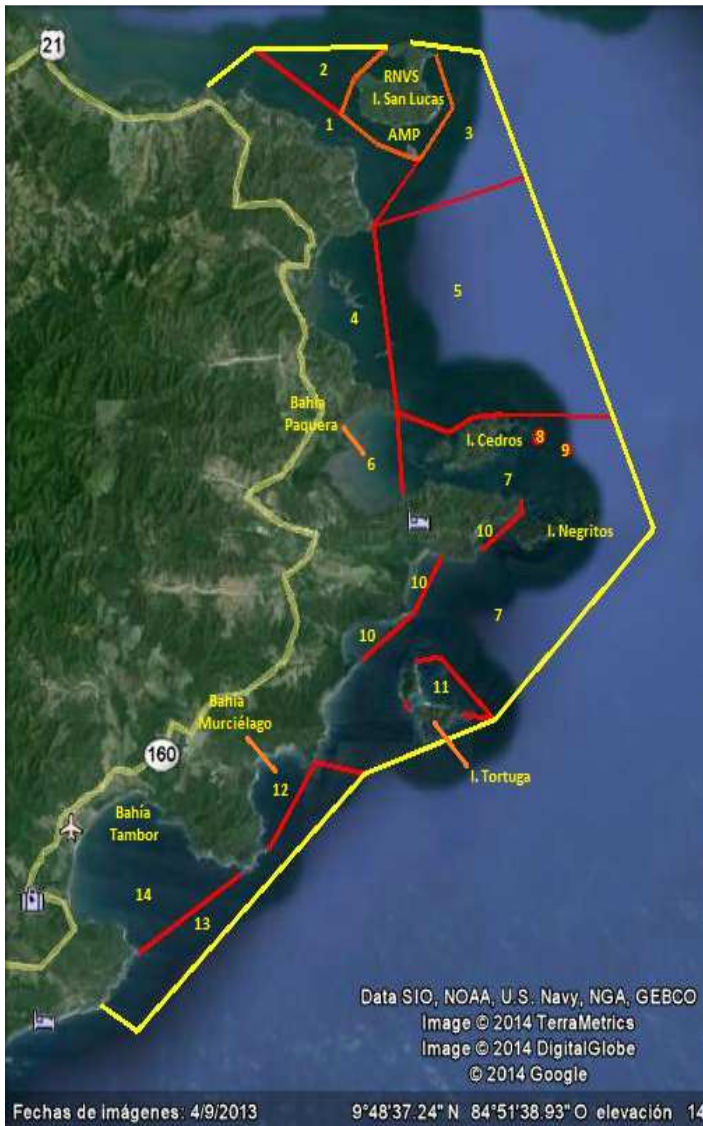 21
2
RNVS
I. San Lucas
1
AMP
3
4
5
Bahía
Paquera
6
I. Cedros
8
9
7
10
I. Negritos
10
7
10
11
Bahía
Murciélago
160
I. Tortuga
12
Bahía
Tambor
14
13
Data SIO, NOAA, U.S. Navy, NGA, GEBCO
Image © 2014 TerraMetrics
Image © 2014 DigitalGlobe
© 2014 Google
Fechas de imágenes: 4/9/2013 9°48'37.24" N 84°51'38.93" O elevación 14